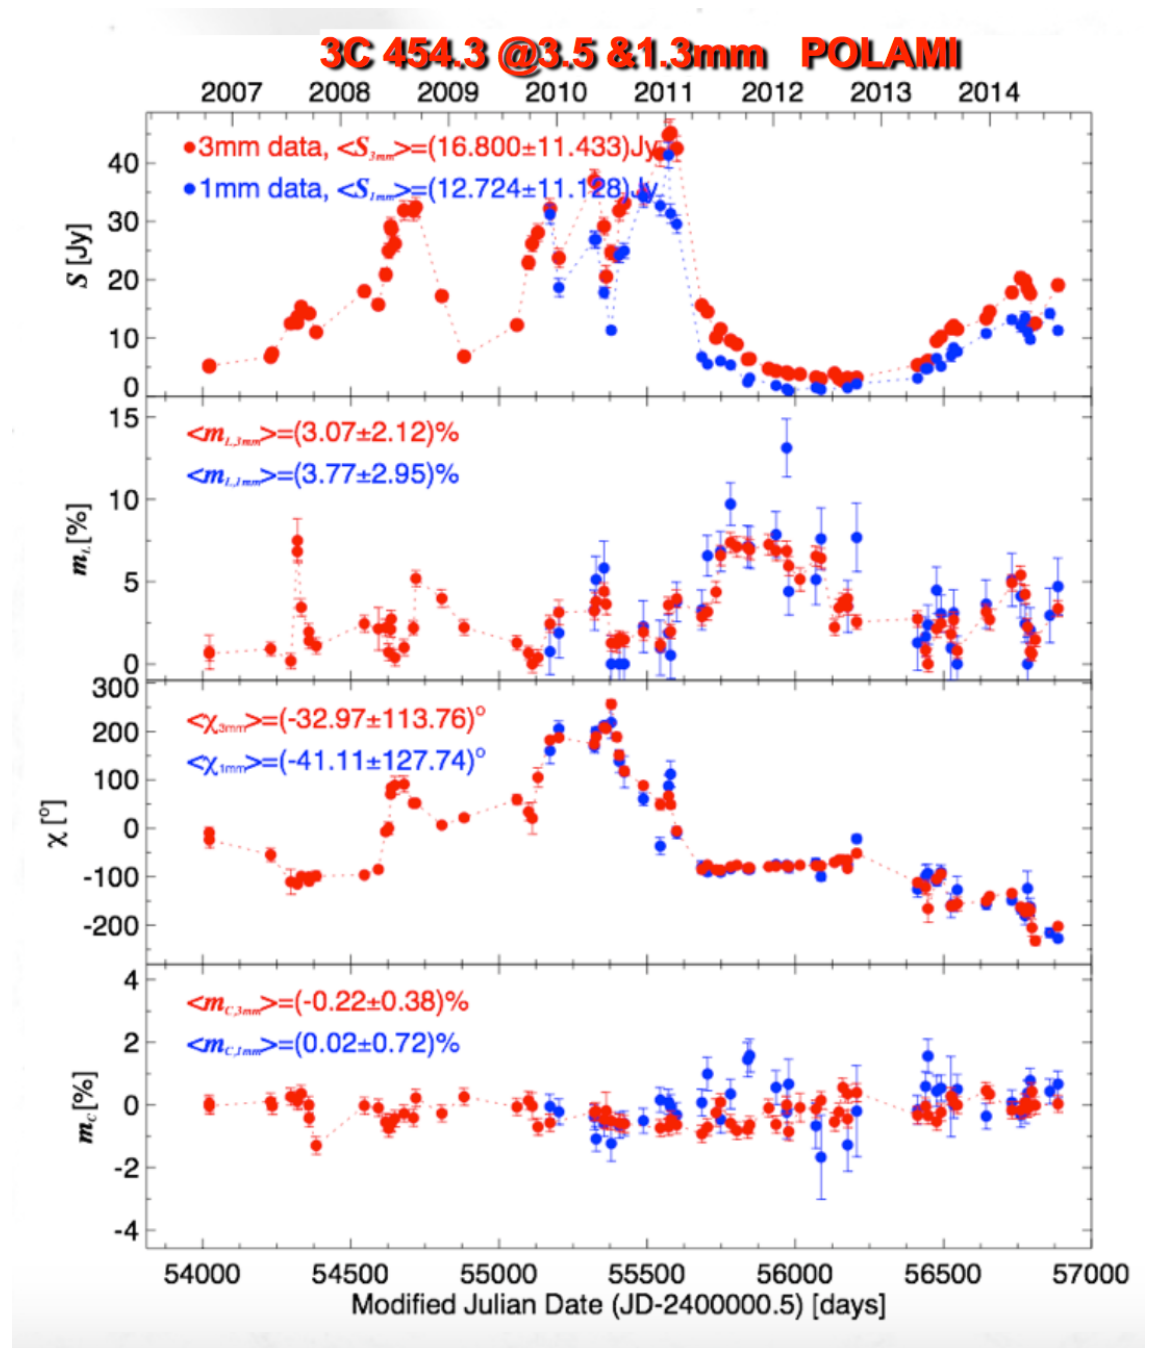 3C 454.3 @3.5 &1.3mm POLAMI
2007 2008 2009 2010 2011 2012 2013 2014
3mm data, <S3mm>=(16.800±11.433)Jy
1mm data, <S1mm>=(12.724±11.128)Jy
S [Jy]
40
30
20
10
0
<mL,3mm>=(3.07±2.12)%
<mL,1mm>=(3.77±2.95)%
mL[%]
15
10
5
0
<χ3mm>=(-32.97±113.76)°
<χ1mm>=(-41.11±127.74)°
χ [°]
300
200
100
0
-100
-200
<mC,3mm>=(-0.22±0.38)%
<mC,1mm>=(0.02±0.72)%
mC[%]
4
2
0
-2
-4
54000 54500 55000 55500 56000 56500 57000
Modified Julian Date (JD-2400000.5) [days]